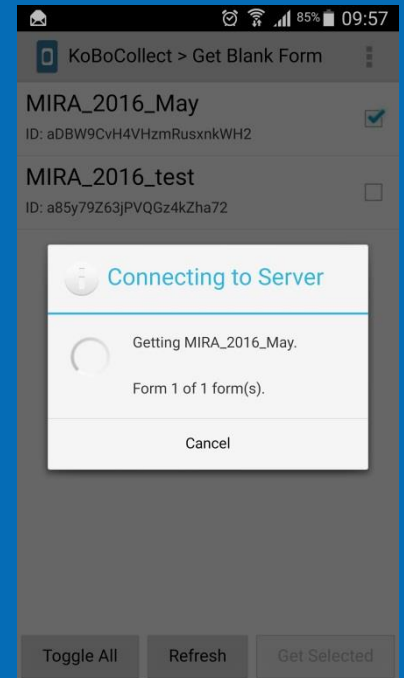 85% 09:57
KoBoCollect > Get Blank Form
MIRA_2016_May
ID: aDBW9CvH4VHzmRusxnkWH2
MIRA_2016_test
ID: a85y79Z63jPVQGz4kZha72
Connecting to Server
Getting MIRA_2016_May.
Form 1 of 1 form(s).
Cancel
Toggle All Refresh Get Selected